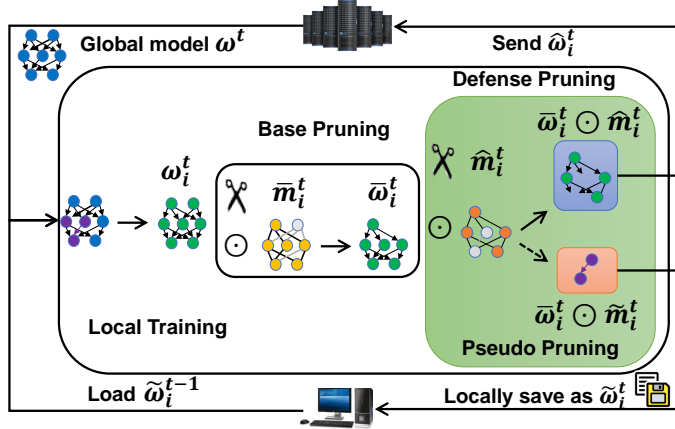 Global model ω^t
Send ω̂_i^t
Defense Pruning
Base Pruning
ω̄_i^t ⊙ m̂_i^t
ω_i^t
m̄_i^t
ω̄_i^t
m̂_i^t
⊙
⊙
ω̄_i^t ⊙ m̃_i^t
Local Training
Pseudo Pruning
Load ω̃_i^{t-1}
Locally save as ω̃_i^t